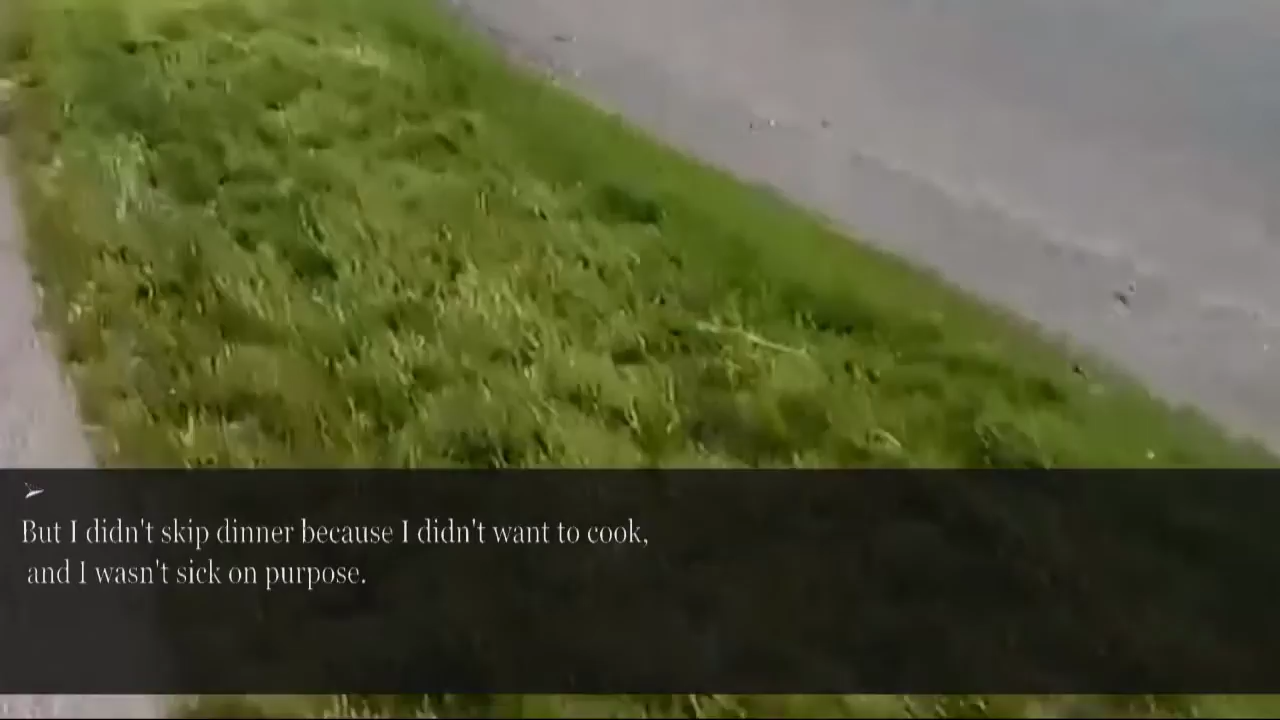 But I didn't skip dinner because I didn't want to cook,
and I wasn't sick on purpose.